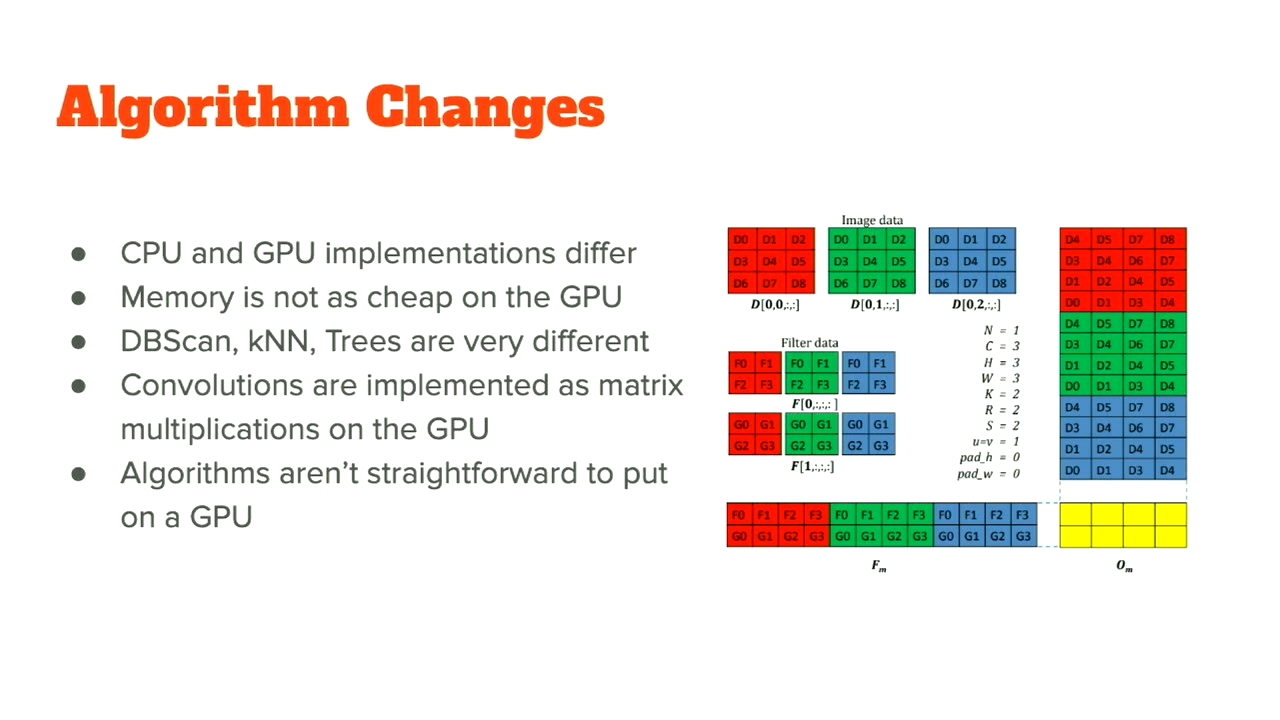 Algorithm Changes
● CPU and GPU implementations differ
● Memory is not as cheap on the GPU
● DBScan, kNN, Trees are very different
● Convolutions are implemented as matrix
multiplications on the GPU
● Algorithms aren't straightforward to put
on a GPU
Image data
D0 D1 D2 D0 D1 D2 D0 D1 D2
D3 D4 D5 D3 D4 D5 D3 D4 D5
D6 D7 D8 D6 D7 D8 D6 D7 D8
D[0,0,:,:] D[0,1,:,:] D[0,2,:,:]
Filter data
F0 F1 F0 F1 F0 F1
F2 F3 F2 F3 F2 F3
F[0,:,:,: ]
G0 G1 G0 G1 G0 G1
G2 G3 G2 G3 G2 G3
F[1,:,:,:]
N = 1
C = 3
H = 3
W = 3
K = 2
R = 2
S = 2
u=v = 1
pad_h = 0
pad_w = 0
D4 D5 D7 D8
D3 D4 D6 D7
D1 D2 D4 D5
D0 D1 D3 D4
D4 D5 D7 D8
D3 D4 D6 D7
D1 D2 D4 D5
D0 D1 D3 D4
D4 D5 D7 D8
D3 D4 D6 D7
D1 D2 D4 D5
D0 D1 D3 D4
F0 F1 F2 F3 F0 F1 F2 F3 F0 F1 F2 F3
G0 G1 G2 G3 G0 G1 G2 G3 G0 G1 G2 G3
Fm
Om